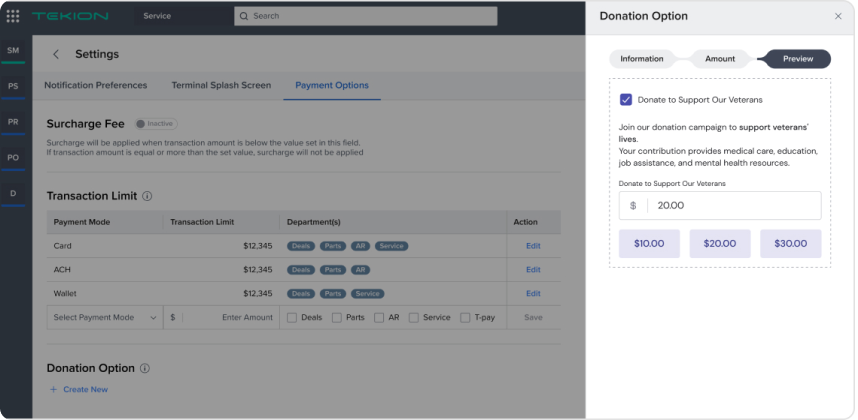 TEKION
Service
Search
SM
PS
PR
PO
D
Settings
Notification Preferences Terminal Splash Screen Payment Options
Surcharge Fee Inactive
Surcharge will be applied when transaction amount is below the value set in this field.
If transaction amount is equal or more than the set value, surcharge will not be applied
Transaction Limit
Payment Mode Transaction Limit Department(s) Action
Card $12,345 Deals Parts AR Service Edit
ACH $12,345 Deals Parts AR Edit
Wallet $12,345 Deals Parts Service Edit
Select Payment Mode $ Enter Amount Deals Parts AR Service T-pay Save
Donation Option
+ Create New
Donation Option
Information Amount Preview
Donate to Support Our Veterans
Join our donation campaign to support veterans'
lives.
Your contribution provides medical care, education,
job assistance, and mental health resources.
Donate to Support Our Veterans
$ 20.00
$10.00 $20.00 $30.00